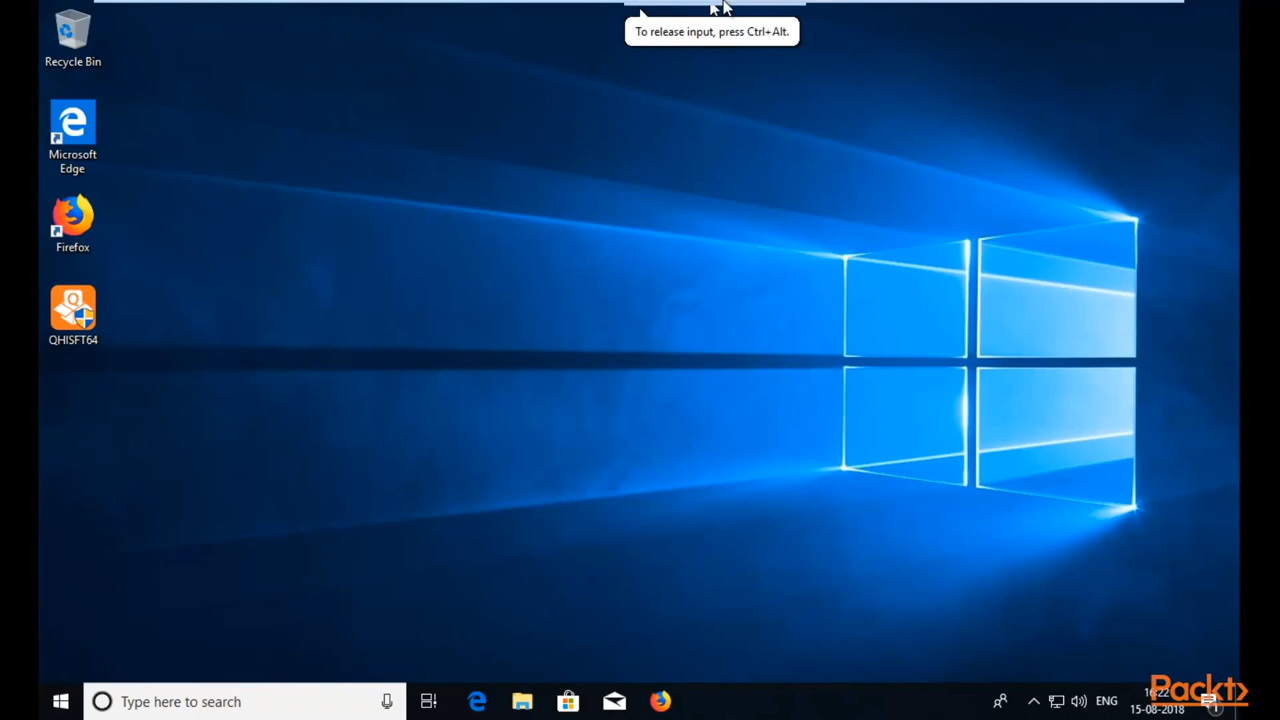 To release input, press Ctrl+Alt.
Recycle Bin
Microsoft
Edge
Firefox
QHISFT64
Type here to search
ENG
16:22
15-08-2018
Packt